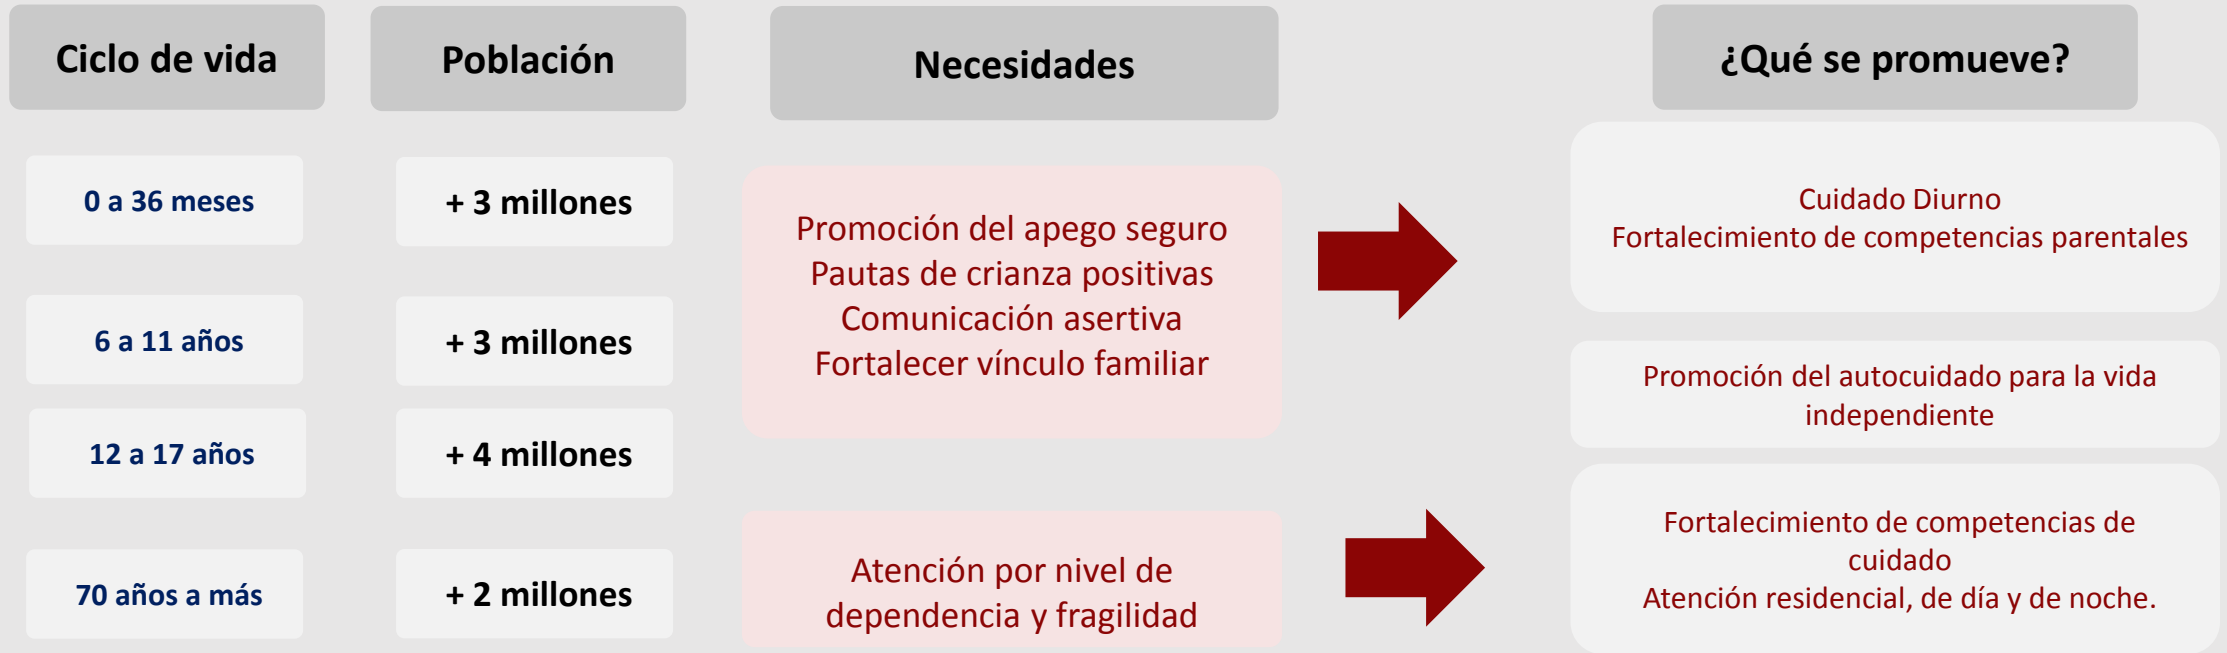 Ciclo de vida
Población
Necesidades
¿Qué se promueve?
0 a 36 meses
+ 3 millones
6 a 11 años
+ 3 millones
12 a 17 años
+ 4 millones
70 años a más
+ 2 millones
Promoción del apego seguro
Pautas de crianza positivas
Comunicación asertiva
Fortalecer vínculo familiar
Atención por nivel de
dependencia y fragilidad
Cuidado Diurno
Fortalecimiento de competencias parentales
Promoción del autocuidado para la vida
independiente
Fortalecimiento de competencias de
cuidado
Atención residencial, de día y de noche.